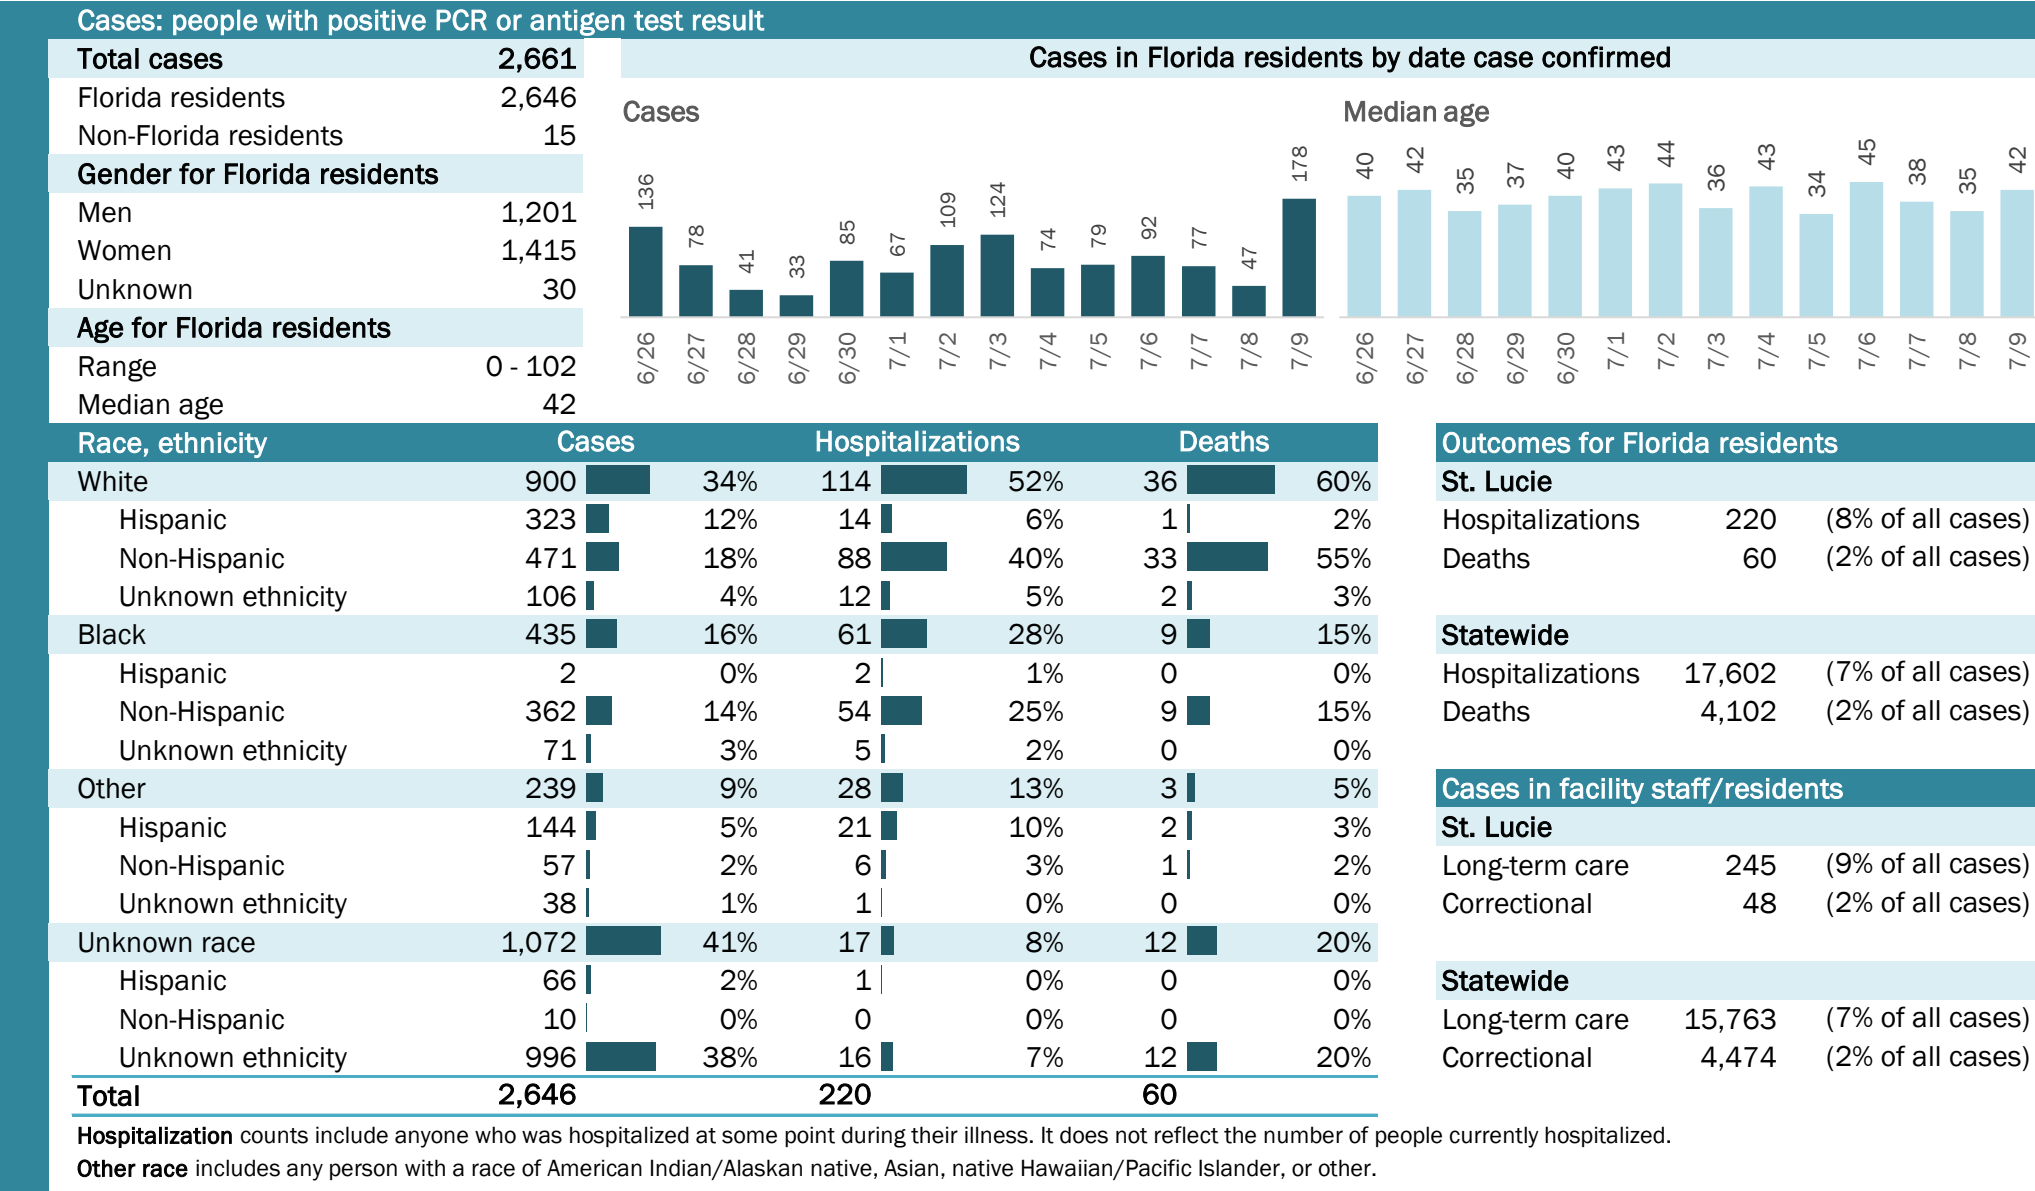 Cases: people with positive PCR or antigen test result
Total cases 2,661
Florida residents 2,646
Non-Florida residents 15
Gender for Florida residents
Men 1,201
Women 1,415
Unknown 30
Age for Florida residents
Range 0 - 102
Median age 42
Cases in Florida residents by date case confirmed
Cases
136 78 41 33 85 67 109 124 74 79 92 77 47 178
6/26 6/27 6/28 6/29 6/30 7/1 7/2 7/3 7/4 7/5 7/6 7/7 7/8 7/9
Median age
40 42 35 37 40 43 44 36 43 34 45 38 35 42
6/26 6/27 6/28 6/29 6/30 7/1 7/2 7/3 7/4 7/5 7/6 7/7 7/8 7/9
Race, ethnicity Cases Hospitalizations Deaths
White 900 34% 114 52% 36 60%
Hispanic 323 12% 14 6% 1 2%
Non-Hispanic 471 18% 88 40% 33 55%
Unknown ethnicity 106 4% 12 5% 2 3%
Black 435 16% 61 28% 9 15%
Hispanic 2 0% 2 1% 0 0%
Non-Hispanic 362 14% 54 25% 9 15%
Unknown ethnicity 71 3% 5 2% 0 0%
Other 239 9% 28 13% 3 5%
Hispanic 144 5% 21 10% 2 3%
Non-Hispanic 57 2% 6 3% 1 2%
Unknown ethnicity 38 1% 1 0% 0 0%
Unknown race 1,072 41% 17 8% 12 20%
Hispanic 66 2% 1 0% 0 0%
Non-Hispanic 10 0% 0 0% 0 0%
Unknown ethnicity 996 38% 16 7% 12 20%
Total 2,646 220 60
Outcomes for Florida residents
St. Lucie
Hospitalizations 220 (8% of all cases)
Deaths 60 (2% of all cases)
Statewide
Hospitalizations 17,602 (7% of all cases)
Deaths 4,102 (2% of all cases)
Cases in facility staff/residents
St. Lucie
Long-term care 245 (9% of all cases)
Correctional 48 (2% of all cases)
Statewide
Long-term care 15,763 (7% of all cases)
Correctional 4,474 (2% of all cases)
Hospitalization counts include anyone who was hospitalized at some point during their illness. It does not reflect the number of people currently hospitalized.
Other race includes any person with a race of American Indian/Alaskan native, Asian, native Hawaiian/Pacific Islander, or other.